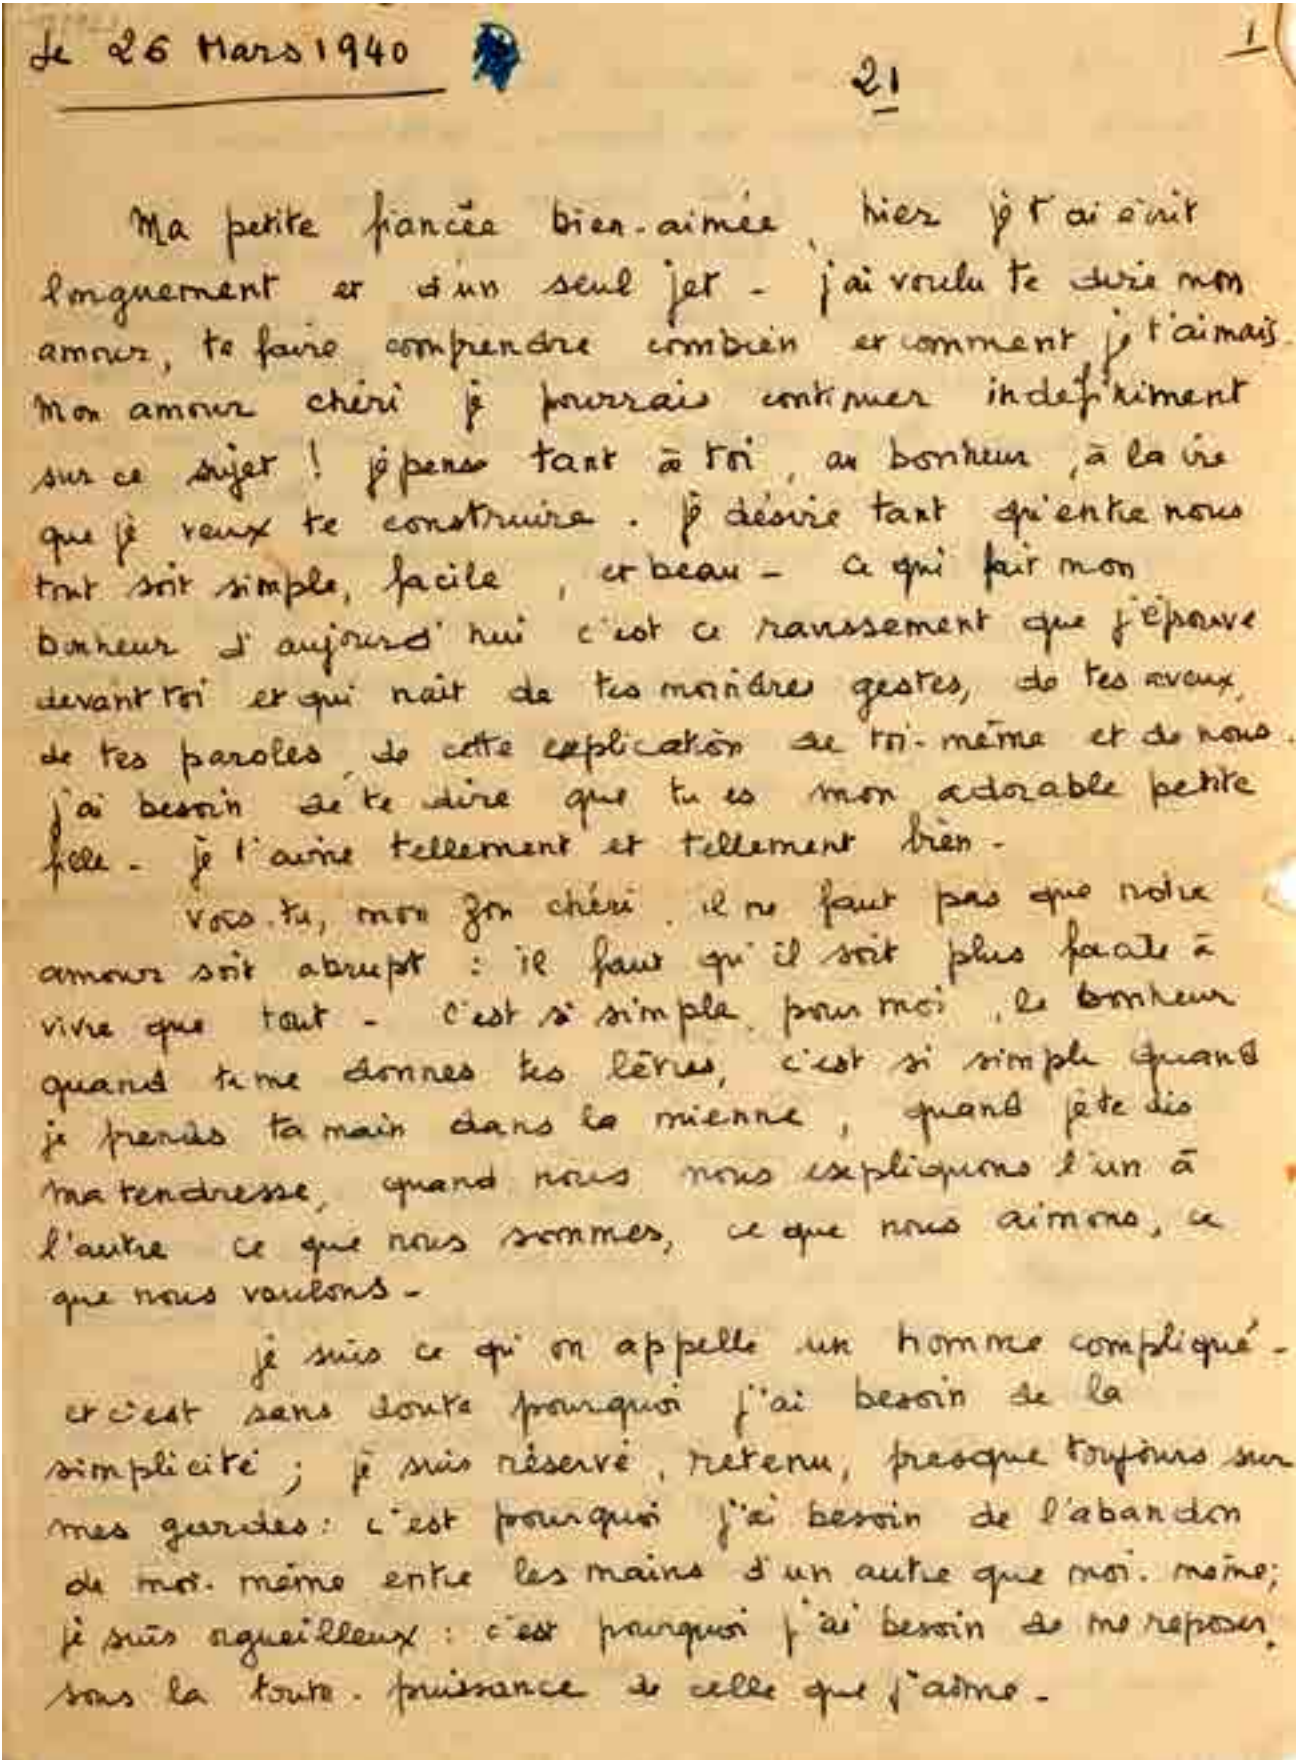 Le 26 Mars 1940
1
21
Ma petite fiancée bien-aimée, hier je t'ai écrit
longuement et d'un seul jet - j'ai voulu te dire mon
amour, te faire comprendre combien et comment je t'aimais.
Mon amour chéri je pourrais continuer indéfiniment
sur ce sujet ! je pense tant à toi, au bonheur, à la vie
que je veux te construire. Je désire tant qu'entre nous
tout soit simple, facile, et beau - Ce qui fait mon
bonheur d'aujourd'hui c'est ce ravissement que j'éprouve
devant toi et qui naît de tes moindres gestes, de tes aveux,
de tes paroles, de cette explication de toi-même et de nous.
J'ai besoin de te dire que tu es mon adorable petite
fille - je t'aime tellement et tellement bien -
Vois-tu, mon Zon chéri, il ne faut pas que notre
amour soit abrupt : il faut qu'il soit plus facile à
vivre que tout - C'est si simple pour moi, le bonheur
quand tu me donnes tes lèvres, c'est si simple quand
je prends ta main dans la mienne, quand je te dis
ma tendresse, quand nous nous expliquons l'un à
l'autre ce que nous sommes, ce que nous aimons, ce
que nous voulons -
Je suis ce qu'on appelle un homme compliqué -
et c'est sans doute pourquoi j'ai besoin de la
simplicité ; je suis réservé, retenu, presque toujours sur
mes gardes : c'est pourquoi j'ai besoin de l'abandon
de moi-même entre les mains d'un autre que moi-même ;
je suis orgueilleux : c'est pourquoi j'ai besoin de me reposer
sous la toute-puissance de celle que j'aime -